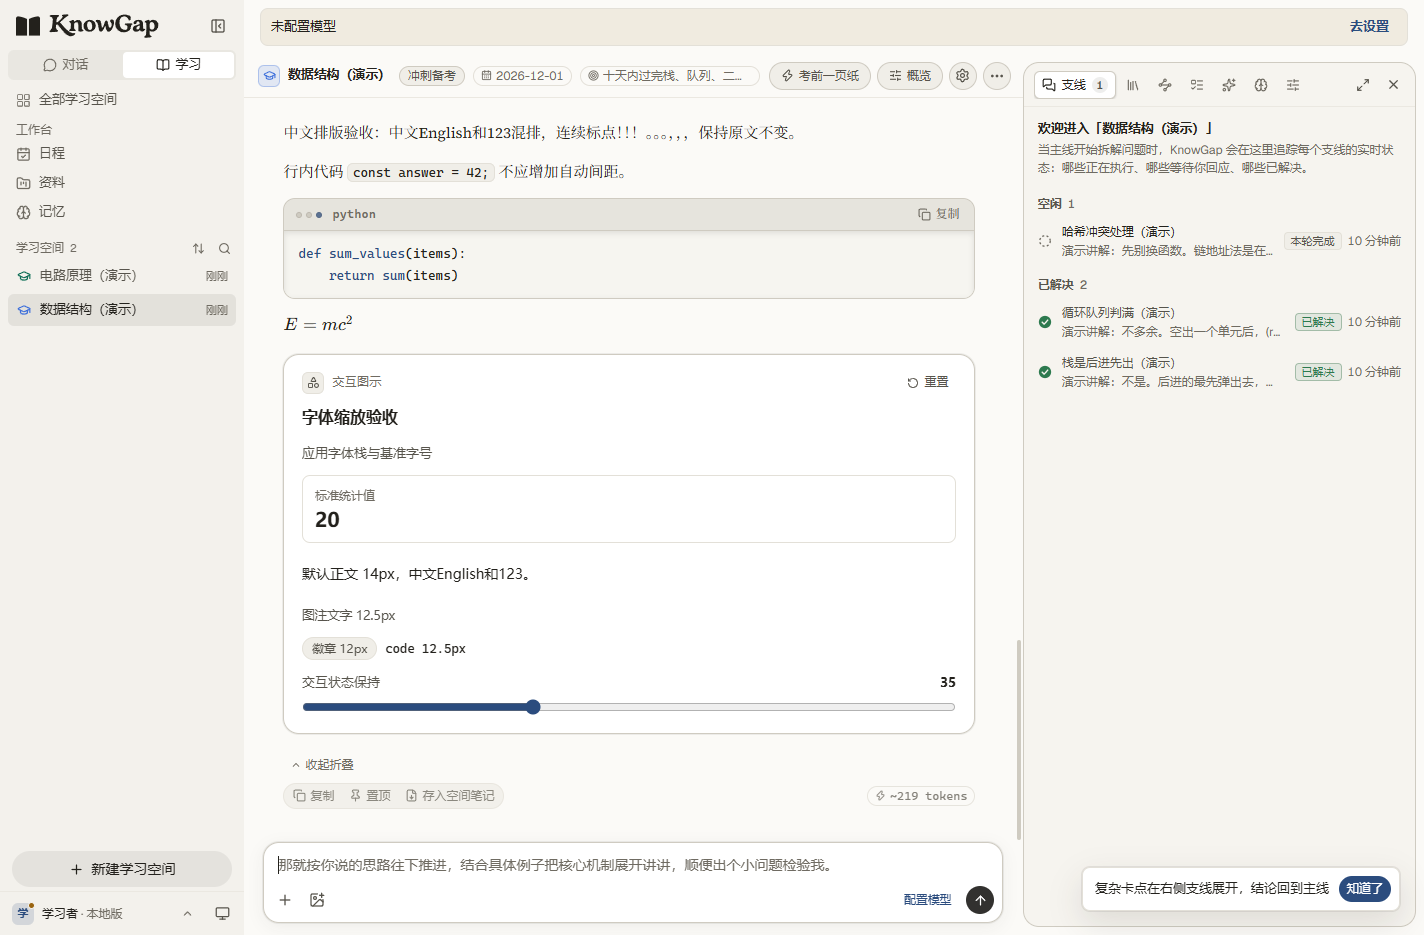 KnowGap
对话
学习
全部学习空间
工作台
日程
资料
记忆
学习空间 2
电路原理（演示）
刚刚
数据结构（演示）
刚刚
新建学习空间
学
学习者·本地版
未配置模型
去设置
数据结构（演示）
冲刺备考
2026-12-01
十天内过完栈、队列、二...
考前一页纸
概览
中文排版验收：中文English和123混排，连续标点！！！。。。，，，保持原文不变。
行内代码 const answer = 42; 不应增加自动间距。
python
复制
def sum_values(items):
return sum(items)
E = mc²
交互图示
重置
字体缩放验收
应用字体栈与基准字号
标准统计值
20
默认正文 14px，中文English和123。
图注文字 12.5px
徽章 12px
code 12.5px
交互状态保持
35
收起折叠
复制
置顶
存入空间笔记
~219 tokens
那就按你说的思路往下推进，结合具体例子把核心机制展开讲讲，顺便出个小问题检验我。
配置模型
支线 1
欢迎进入「数据结构（演示）」
当主线开始拆解问题时，KnowGap 会在这里追踪每个支线的实时状
态：哪些正在执行、哪些等待你回应、哪些已解决。
空闲 1
哈希冲突处理（演示）
演示讲解：先别换函数。链地址法是在...
本轮完成
10 分钟前
已解决 2
循环队列判满（演示）
演示讲解：不多余。空出一个单元后，(r...
已解决
10 分钟前
栈是后进先出（演示）
演示讲解：不是。后进的最先弹出去，...
已解决
10 分钟前
复杂卡点在右侧支线展开，结论回到主线
知道了